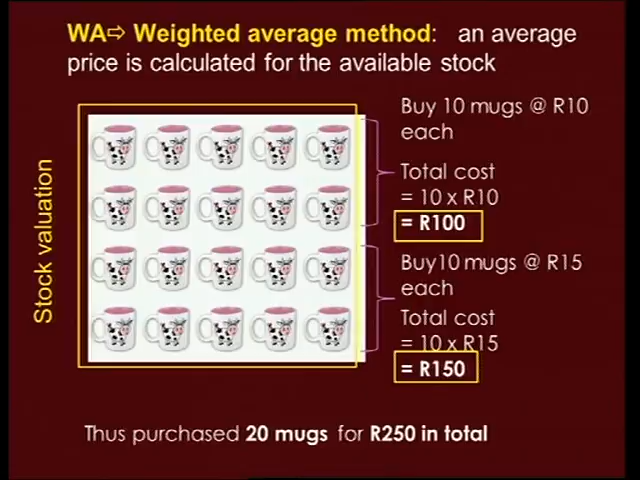 WA⇨ Weighted average method: an average
price is calculated for the available stock
Stock valuation
Buy 10 mugs @ R10
each
Total cost
= 10 x R10
= R100
Buy10 mugs @ R15
each
Total cost
= 10 x R15
= R150
Thus purchased 20 mugs for R250 in total